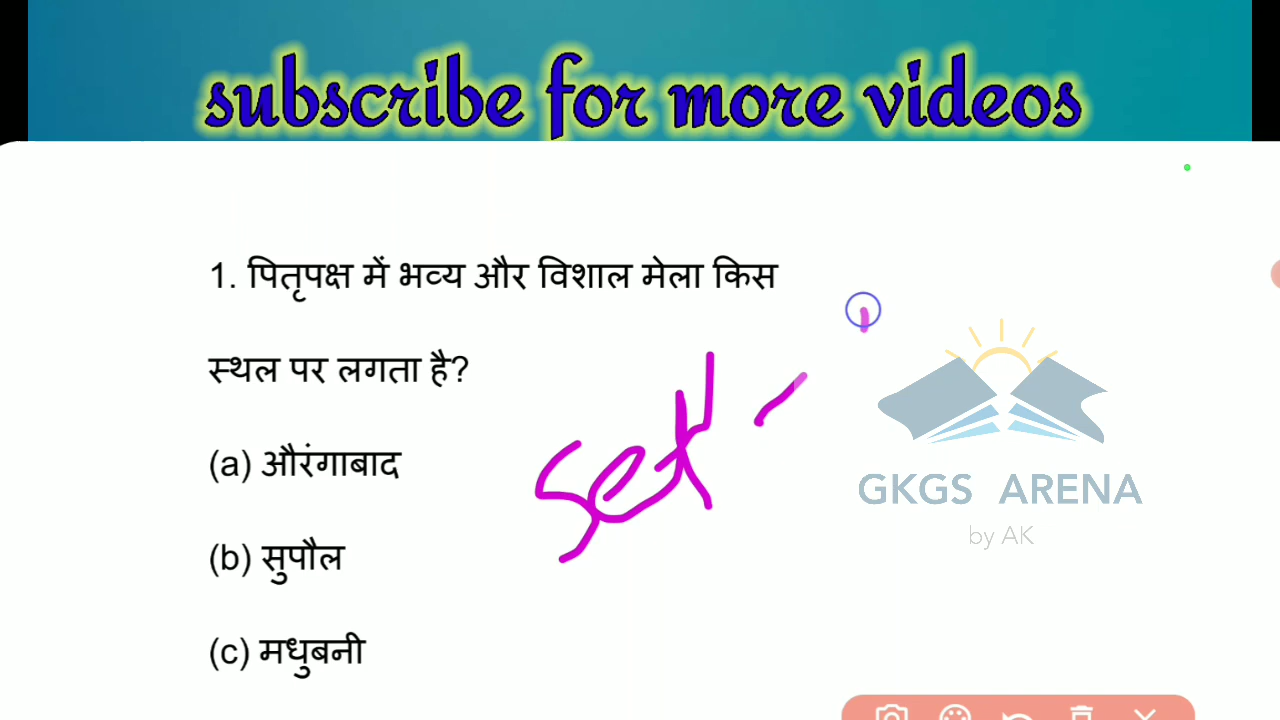 subscribe for more videos
1. पितृपक्ष में भव्य और विशाल मेला किस
स्थल पर लगता है?
(a) औरंगाबाद
(b) सुपौल
(c) मधुबनी
Set -
GKGS ARENA
by AK